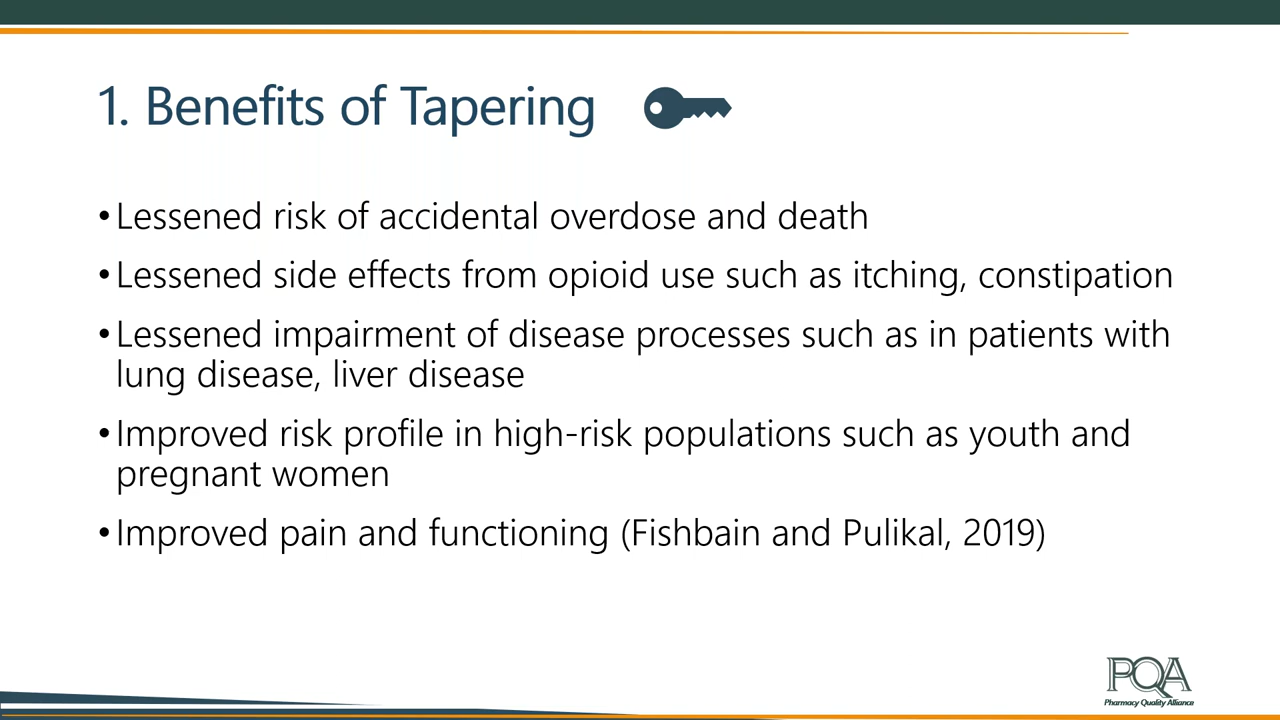 1. Benefits of Tapering
•Lessened risk of accidental overdose and death
•Lessened side effects from opioid use such as itching, constipation
•Lessened impairment of disease processes such as in patients with
lung disease, liver disease
•Improved risk profile in high-risk populations such as youth and
pregnant women
•Improved pain and functioning (Fishbain and Pulikal, 2019)
PQA
Pharmacy Quality Alliance